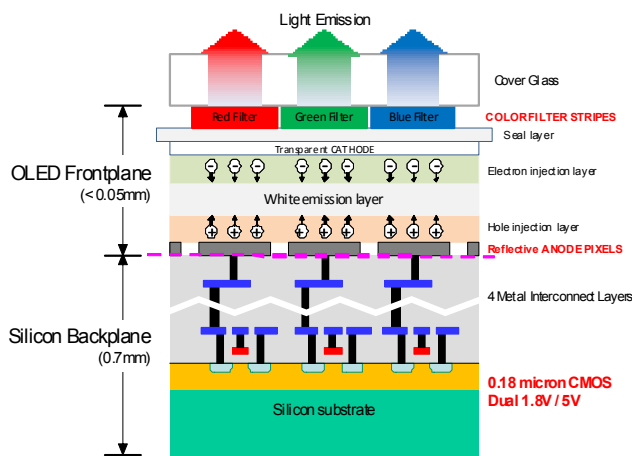 Light Emission
Cover Glass
Red Filter
Green Filter
Blue Filter
COLOR FILTER STRIPES
Seal layer
Transparent CATHODE
OLED Frontplane
(<0.05mm)
Electron injection layer
White emission layer
Hole injection layer
Reflective ANODE PIXELS
4 Metal Interconnect Layers
Silicon Backplane
(0.7mm)
0.18 micron CMOS
Dual 1.8V / 5V
Silicon substrate